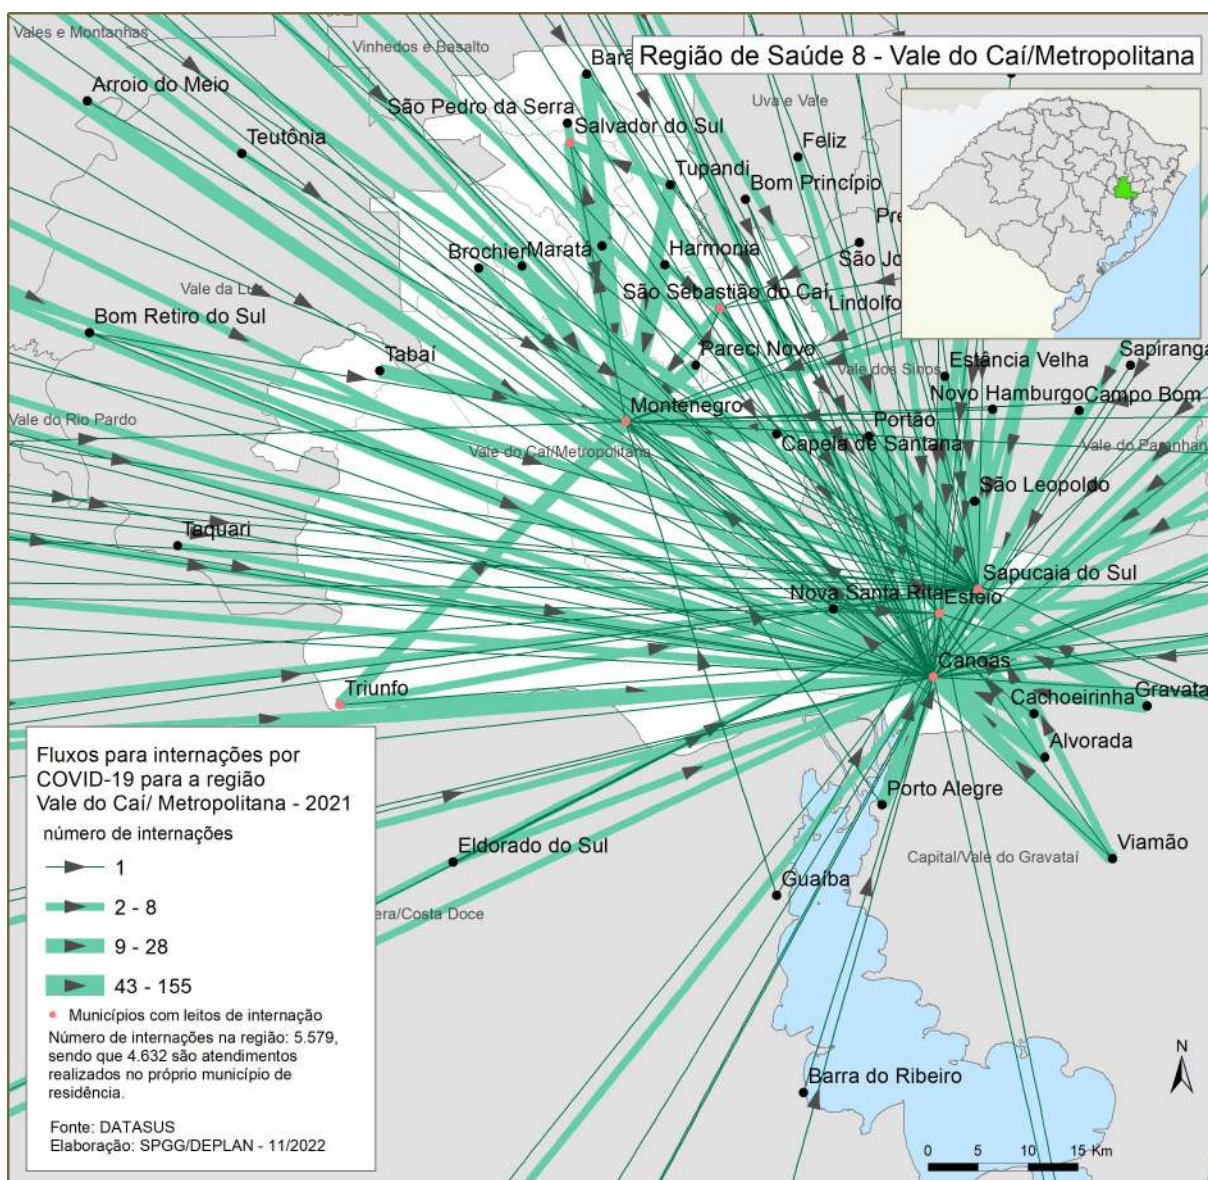 Vales e Montanhas
Vinhedos e Basalto
Região de Saúde 8 - Vale do Caí/Metropolitana
Arroio do Meio
São Pedro da Serra
Uva e Vale
Salvador do Sul
Teutônia
Feliz
Tupandi
Bom Princípio
Brochier
Maratá
Harmonia
São Sebastião do Caí
Vale da Luz
Bom Retiro do Sul
Lindolfo
Tabaí
Pareci Novo
Estância Velha
Sapiranga
Vale dos Sinos
Novo Hamburgo
Campo Bom
Montenegro
Vale do Rio Pardo
Portão
Capela de Santana
Vale do Caí/Metropolitana
São Leopoldo
Taquari
Sapucaia do Sul
Nova Santa Rita
Esteio
Canoas
Triunfo
Cachoeirinha
Alvorada
Porto Alegre
Eldorado do Sul
Viamão
Capital/Vale do Gravataí
Guaíba
Barra do Ribeiro
Fluxos para internações por
COVID-19 para a região
Vale do Caí/ Metropolitana - 2021
número de internações
1
2 - 8
9 - 28
43 - 155
Municípios com leitos de internação
Número de internações na região: 5.579,
sendo que 4.632 são atendimentos
realizados no próprio município de
residência.
Fonte: DATASUS
Elaboração: SPGG/DEPLAN - 11/2022
N
0 5 10 15 Km